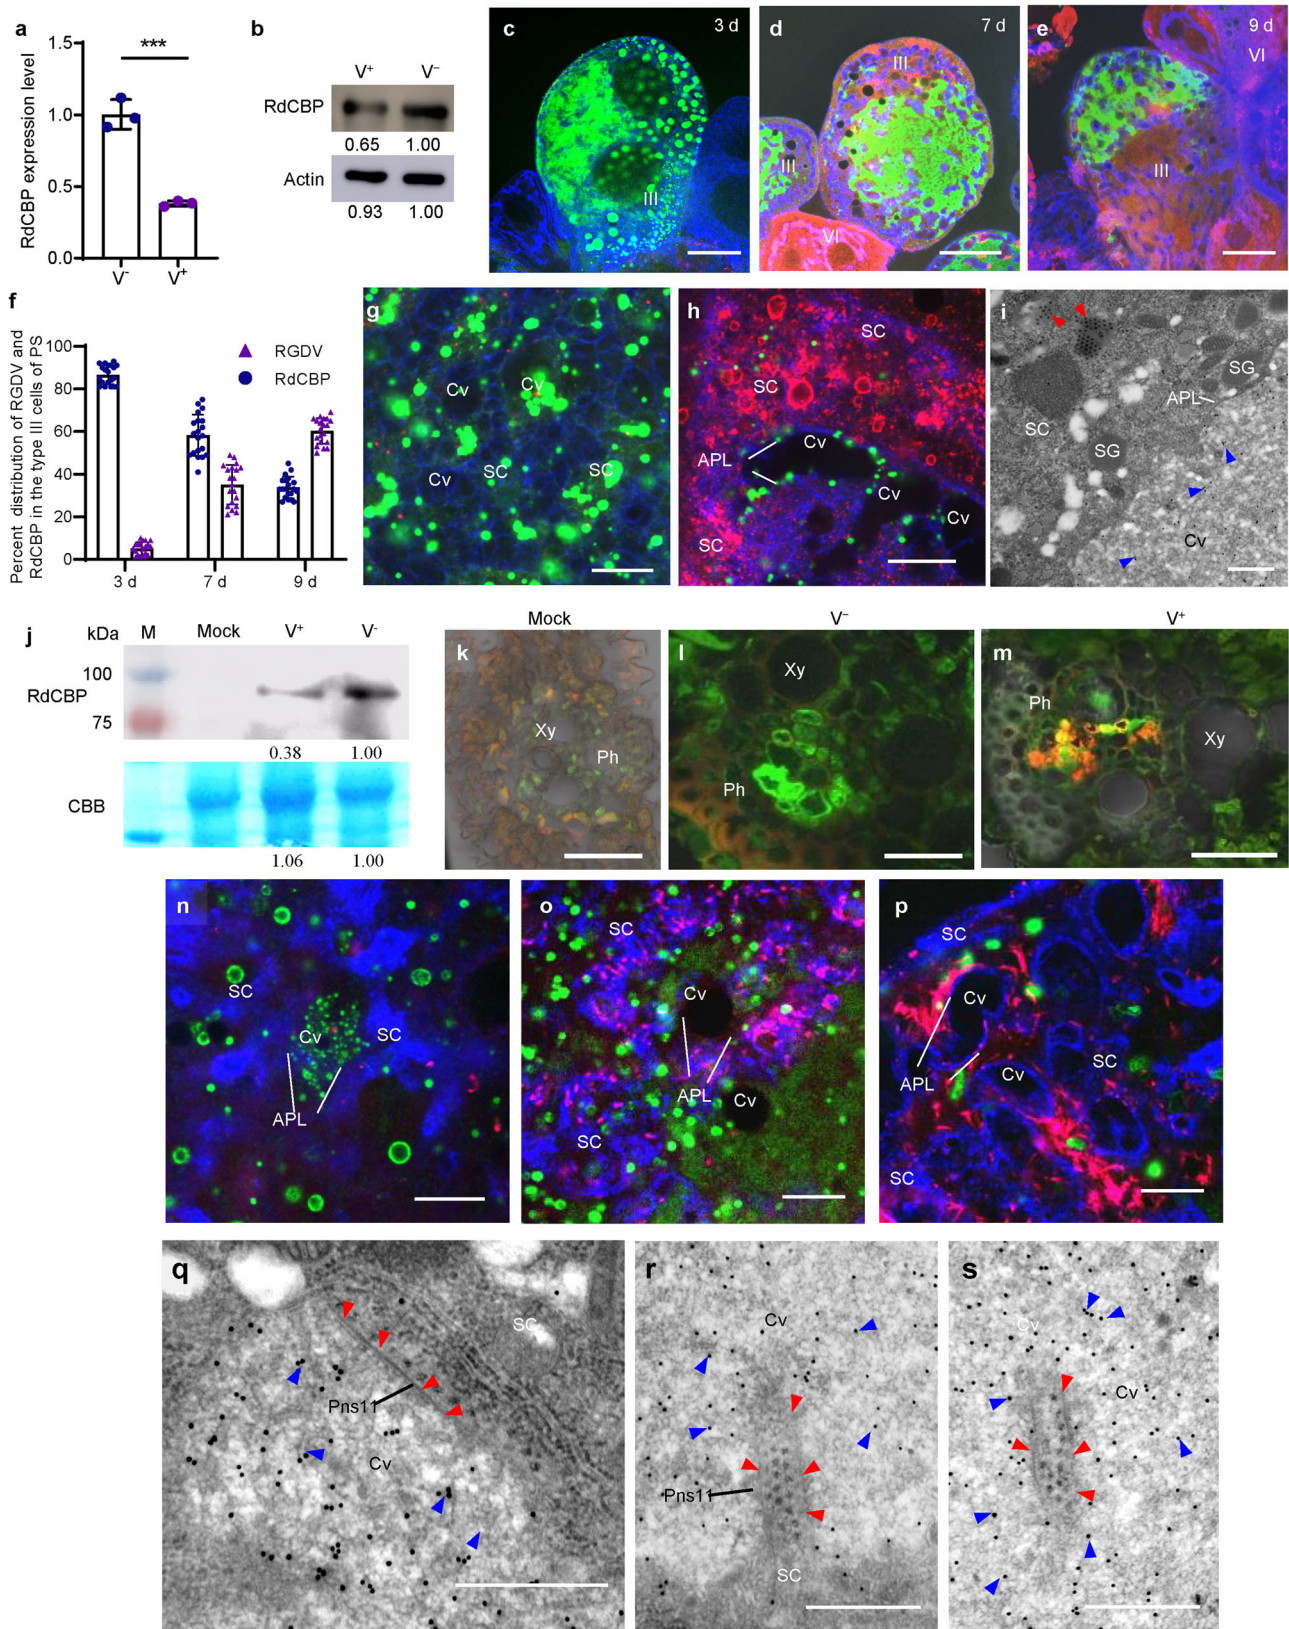 a
RdCBP expression level
1.5
1.0
0.5
0.0
***
V-
V+
b
V+ V−
RdCBP
0.65 1.00
Actin
0.93 1.00
c
3 d
III
d
7 d
III
III
VI
e
9 d
VI
III
f
Percent distribution of RGDV and
RdCBP in the type III cells of PS
100
80
60
40
20
0
RGDV
RdCBP
3 d 7 d 9 d
g
Cv
Cv
Cv
SC
SC
h
SC
SC
Cv
APL
Cv
SC
Cv
i
SG
APL
SC
SG
Cv
j
kDa M Mock V+ V-
100
RdCBP
75
0.38 1.00
CBB
1.06 1.00
Mock
k
Xy
Ph
V−
l
Xy
Ph
V+
m
Ph
Xy
n
SC
Cv
SC
APL
o
SC
Cv
APL
Cv
SC
p
SC
Cv
SC
APL
Cv
SC
q
SC
Pns11
Cv
r
Cv
Pns11
SC
s
Cv
Cv